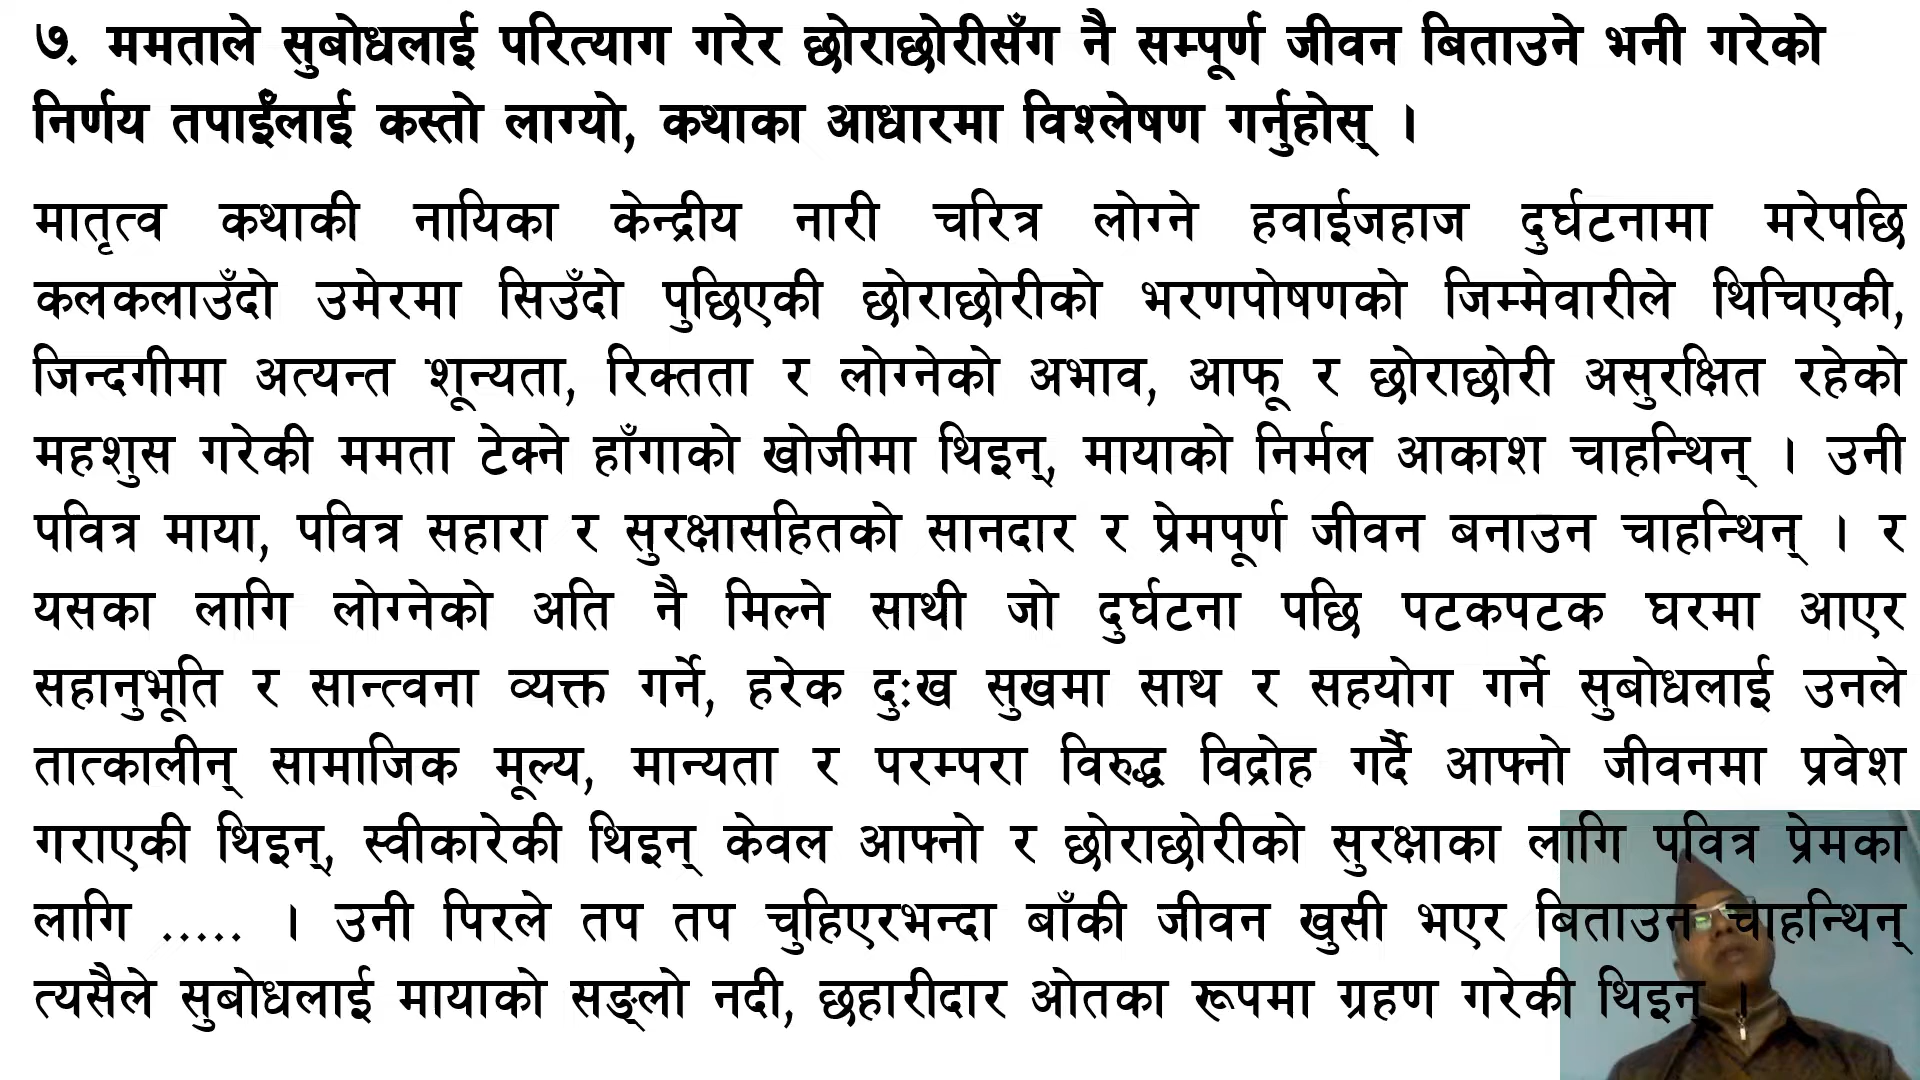 ७. ममताले सुबोधलाई परित्याग गरेर छोराछोरीसँग नै सम्पूर्ण जीवन बिताउने भनी गरेको
निर्णय तपाईँलाई कस्तो लाग्यो, कथाका आधारमा विश्लेषण गर्नुहोस् ।
मातृत्व कथाकी नायिका केन्द्रीय नारी चरित्र लोग्ने हवाईजहाज दुर्घटनामा मरेपछि
कलकलाउँदो उमेरमा सिउँदो पुछिएकी छोराछोरीको भरणपोषणको जिम्मेवारीले थिचिएकी,
जिन्दगीमा अत्यन्त शून्यता, रिक्तता र लोग्नेको अभाव, आफू र छोराछोरी असुरक्षित रहेको
महशुस गरेकी ममता टेक्ने हाँगाको खोजीमा थिइन्, मायाको निर्मल आकाश चाहन्थिन् । उनी
पवित्र माया, पवित्र सहारा र सुरक्षासहितको सानदार र प्रेमपूर्ण जीवन बनाउन चाहन्थिन् । र
यसका लागि लोग्नेको अति नै मिल्ने साथी जो दुर्घटना पछि पटकपटक घरमा आएर
सहानुभूति र सान्त्वना व्यक्त गर्ने, हरेक दुःख सुखमा साथ र सहयोग गर्ने सुबोधलाई उनले
तात्कालीन् सामाजिक मूल्य, मान्यता र परम्परा विरुद्ध विद्रोह गर्दै आफ्नो जीवनमा प्रवेश
गराएकी थिइन्, स्वीकारेकी थिइन् केवल आफ्नो र छोराछोरीको सुरक्षाका लागि पवित्र प्रेमका
लागि ..... । उनी पिरले तप तप चुहिएरभन्दा बाँकी जीवन खुसी भएर बिताउन चाहन्थिन्
त्यसैले सुबोधलाई मायाको सङ्लो नदी, छहारीदार ओतका रूपमा ग्रहण गरेकी थिइन् ।